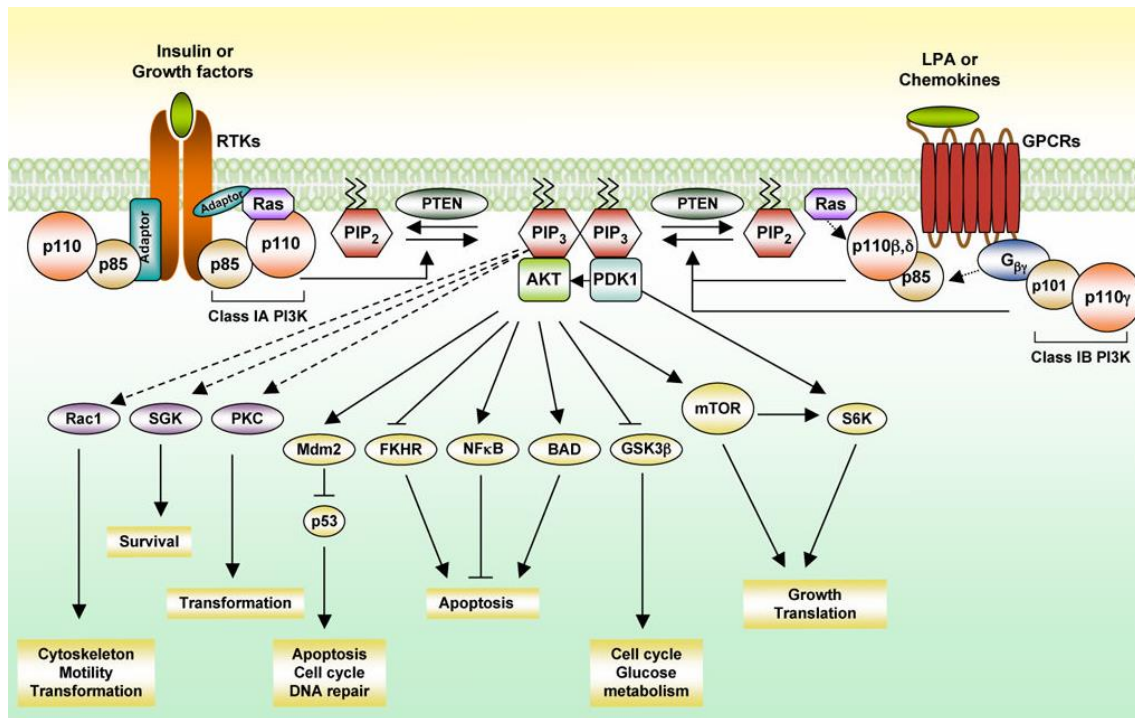 Insulin or
Growth factors
LPA or
Chemokines
RTKs
GPCRs
Adaptor
Adaptor
Ras
p110
p85
p85
p110
Class IA PI3K
PIP2
PTEN
PIP3
PIP3
AKT
PDK1
PTEN
PIP2
Ras
p110β,δ
p85
Gβγ
p101
p110γ
Class IB PI3K
Rac1
SGK
PKC
Mdm2
FKHR
NFκB
BAD
GSK3β
mTOR
S6K
p53
Survival
Transformation
Apoptosis
Growth
Translation
Cytoskeleton
Motility
Transformation
Apoptosis
Cell cycle
DNA repair
Cell cycle
Glucose
metabolism